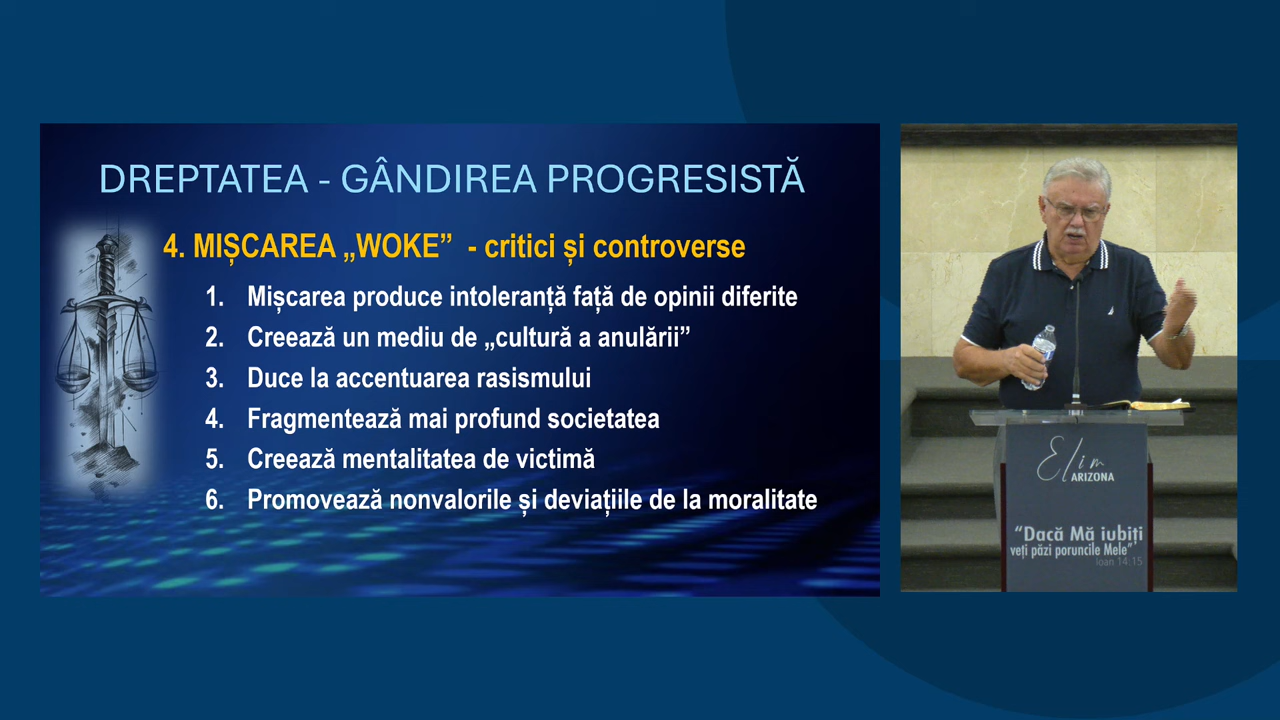 DREPTATEA - GÂNDIREA PROGRESISTĂ
4. MIȘCAREA „WOKE” - critici și controverse
1. Mișcarea produce intoleranță față de opinii diferite
2. Creează un mediu de „cultură a anulării”
3. Duce la accentuarea rasismului
4. Fragmentează mai profund societatea
5. Creează mentalitatea de victimă
6. Promovează nonvalorile și deviațiile de la moralitate
Elim
ARIZONA
“Dacă Mă iubiți
veți păzi poruncile Mele”
Ioan 14:15